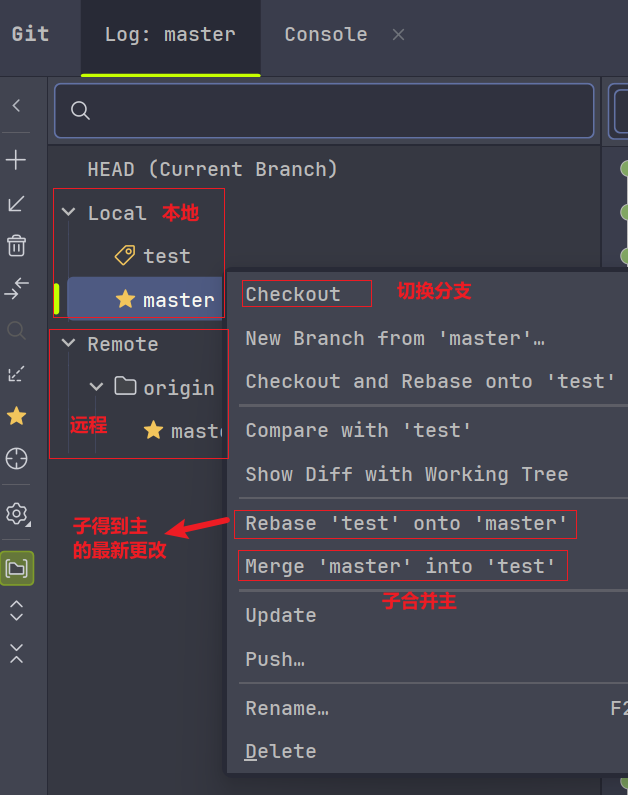 Git
Log: master
Console
HEAD (Current Branch)
Local 本地
test
master
Remote
origin
远程
mast
子得到主
的最新更改
Checkout 切换分支
New Branch from 'master'…
Checkout and Rebase onto 'test'
Compare with 'test'
Show Diff with Working Tree
Rebase 'test' onto 'master'
Merge 'master' into 'test'
子合并主
Update
Push…
Rename… F2
Delete